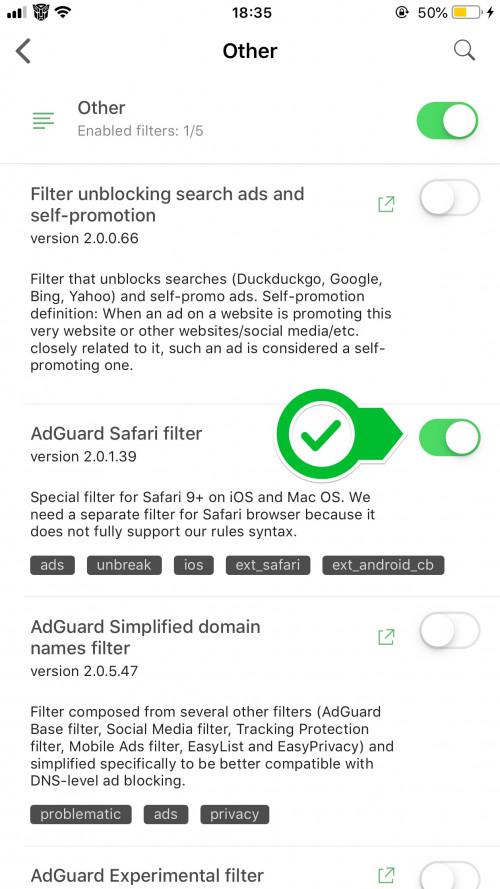 18:35
50%
Other
Other
Enabled filters: 1/5
Filter unblocking search ads and
self-promotion
version 2.0.0.66
Filter that unblocks searches (Duckduckgo, Google,
Bing, Yahoo) and self-promo ads. Self-promotion
definition: When an ad on a website is promoting this
very website or other websites/social media/etc.
closely related to it, such an ad is considered a self-
promoting one.
AdGuard Safari filter
version 2.0.1.39
Special filter for Safari 9+ on iOS and Mac OS. We
need a separate filter for Safari browser because it
does not fully support our rules syntax.
ads unbreak ios ext_safari ext_android_cb
AdGuard Simplified domain
names filter
version 2.0.5.47
Filter composed from several other filters (AdGuard
Base filter, Social Media filter, Tracking Protection
filter, Mobile Ads filter, EasyList and EasyPrivacy) and
simplified specifically to be better compatible with
DNS-level ad blocking.
problematic ads privacy
AdGuard Experimental filter